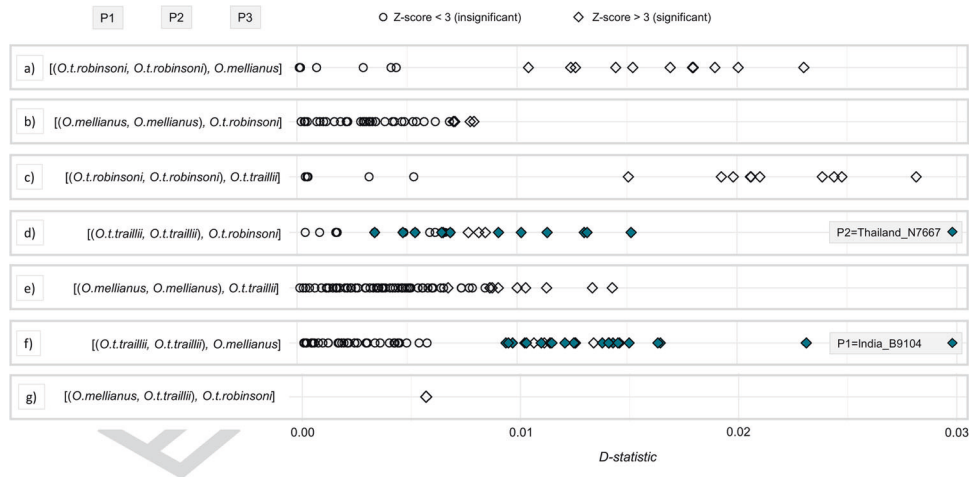 P1 P2 P3 Z-score < 3 (insignificant) Z-score > 3 (significant)
a) [(O.t.robinsoni, O.t.robinsoni), O.mellianus]
b) [(O.mellianus, O.mellianus), O.t.robinsoni]
c) [(O.t.robinsoni, O.t.robinsoni), O.t.traillii]
d) [(O.t.traillii, O.t.traillii), O.t.robinsoni] P2=Thailand_N7667
e) [(O.mellianus, O.mellianus), O.t.traillii]
f) [(O.t.traillii, O.t.traillii), O.mellianus] P1=India_B9104
g) [(O.mellianus, O.t.traillii), O.t.robinsoni]
0.00 0.01 0.02 0.03
D-statistic